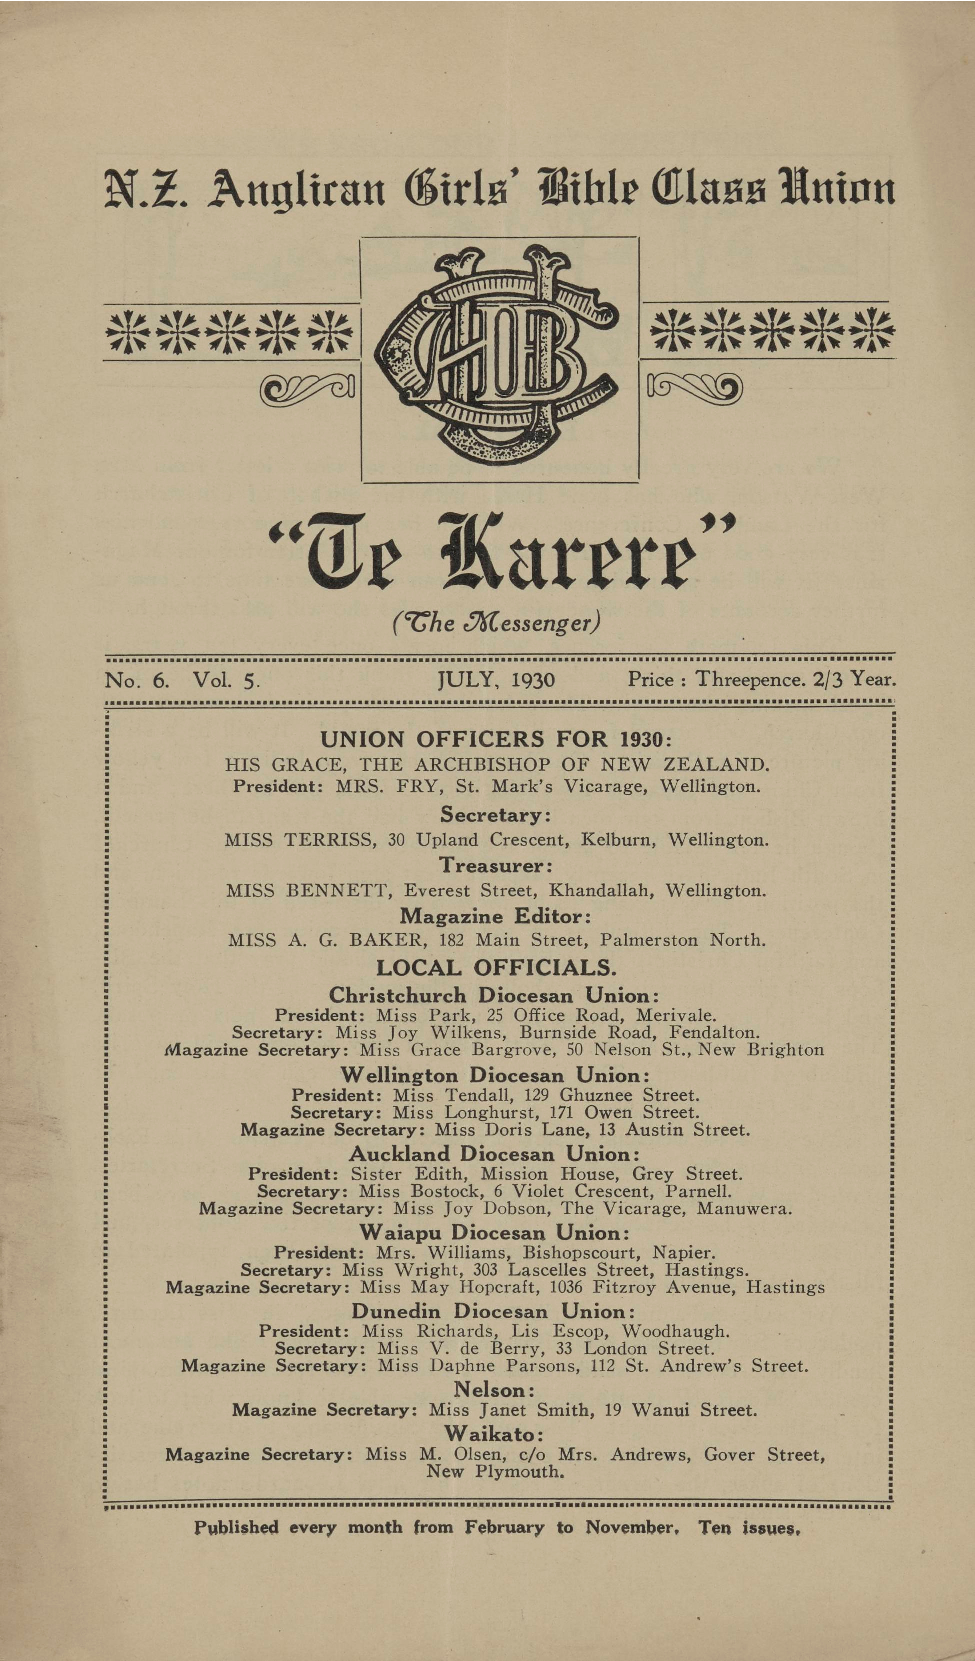 N.Z. Anglican Girls' Bible Class Union
"Te Karere"
(The Messenger)
No. 6. Vol. 5. JULY, 1930 Price : Threepence. 2/3 Year.
UNION OFFICERS FOR 1930:
HIS GRACE, THE ARCHBISHOP OF NEW ZEALAND.
President: MRS. FRY, St. Mark's Vicarage, Wellington.
Secretary:
MISS TERRISS, 30 Upland Crescent, Kelburn, Wellington.
Treasurer:
MISS BENNETT, Everest Street, Khandallah, Wellington.
Magazine Editor:
MISS A. G. BAKER, 182 Main Street, Palmerston North.
LOCAL OFFICIALS.
Christchurch Diocesan Union:
President: Miss Park, 25 Office Road, Merivale.
Secretary: Miss Joy Wilkens, Burnside Road, Fendalton.
Magazine Secretary: Miss Grace Bargrove, 50 Nelson St., New Brighton
Wellington Diocesan Union:
President: Miss Tendall, 129 Ghuznee Street.
Secretary: Miss Longhurst, 171 Owen Street.
Magazine Secretary: Miss Doris Lane, 13 Austin Street.
Auckland Diocesan Union:
President: Sister Edith, Mission House, Grey Street.
Secretary: Miss Bostock, 6 Violet Crescent, Parnell.
Magazine Secretary: Miss Joy Dobson, The Vicarage, Manuwera.
Waiapu Diocesan Union:
President: Mrs. Williams, Bishopscourt, Napier.
Secretary: Miss Wright, 303 Lascelles Street, Hastings.
Magazine Secretary: Miss May Hopcraft, 1036 Fitzroy Avenue, Hastings
Dunedin Diocesan Union:
President: Miss Richards, Lis Escop, Woodhaugh.
Secretary: Miss V. de Berry, 33 London Street.
Magazine Secretary: Miss Daphne Parsons, 112 St. Andrew's Street.
Nelson:
Magazine Secretary: Miss Janet Smith, 19 Wanui Street.
Waikato:
Magazine Secretary: Miss M. Olsen, c/o Mrs. Andrews, Gover Street,
New Plymouth.
Published every month from February to November. Ten issues.